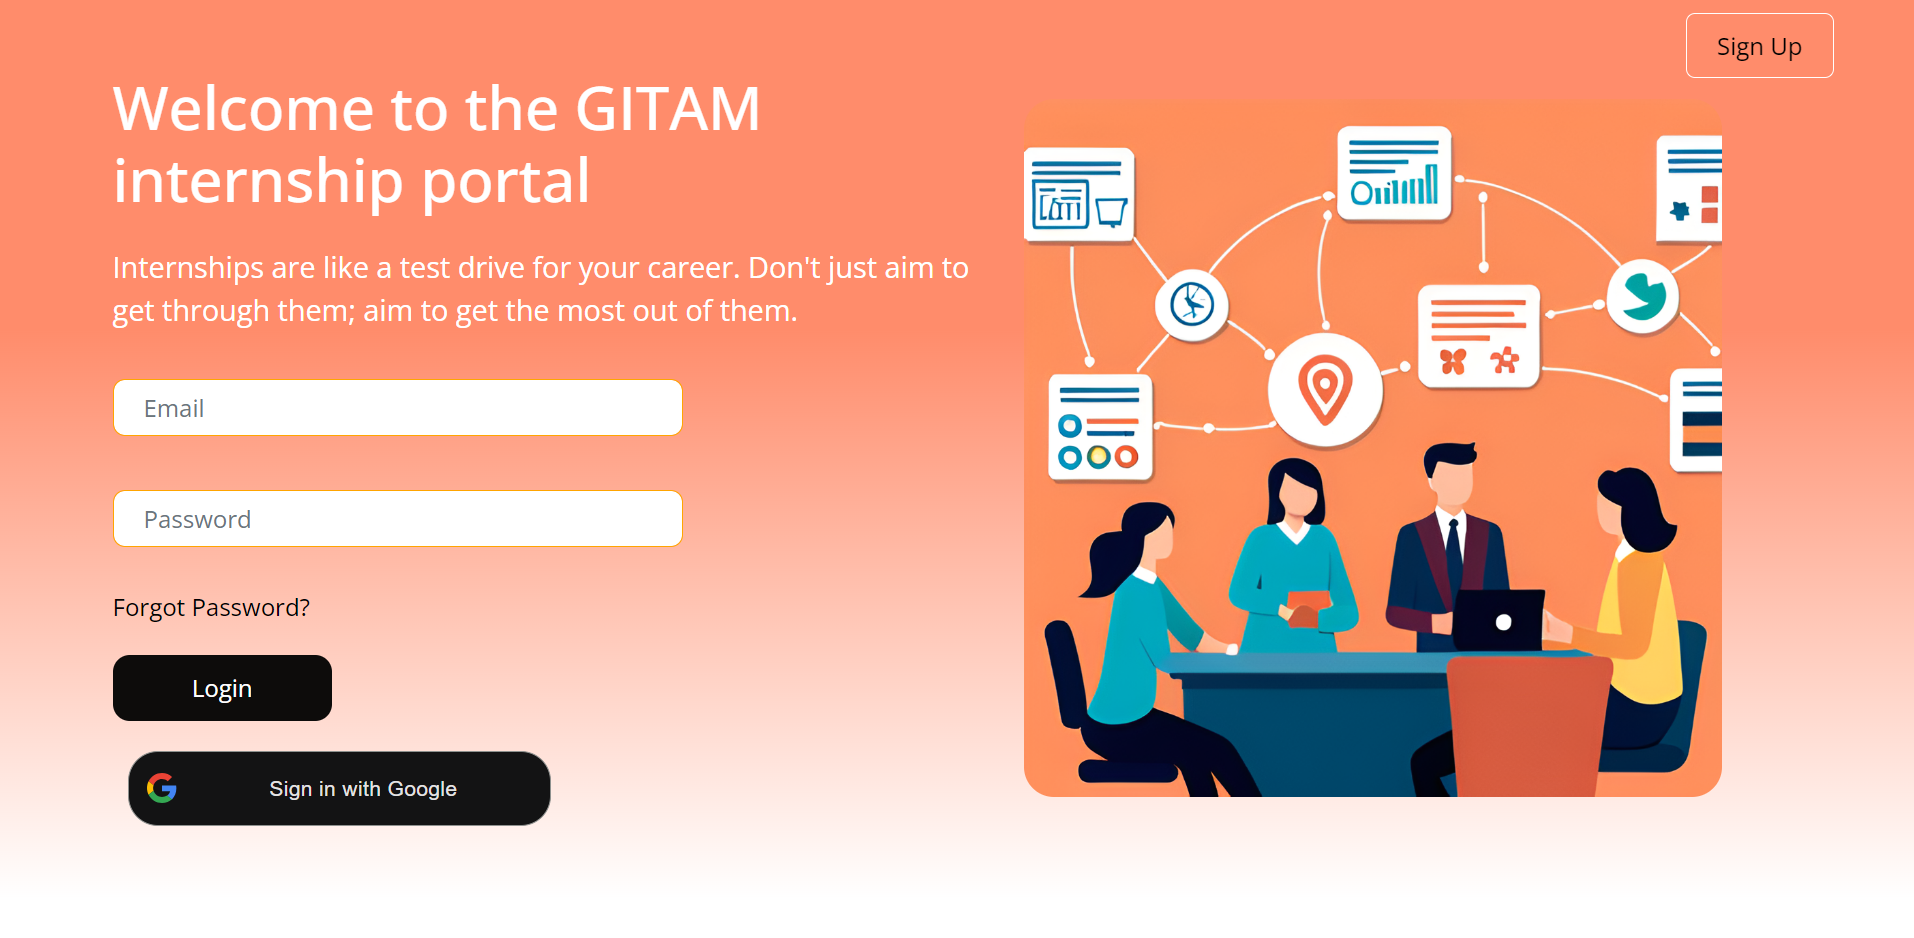 Sign Up
Welcome to the GITAM
internship portal
Internships are like a test drive for your career. Don't just aim to
get through them; aim to get the most out of them.
Email
Password
Forgot Password?
Login
Sign in with Google